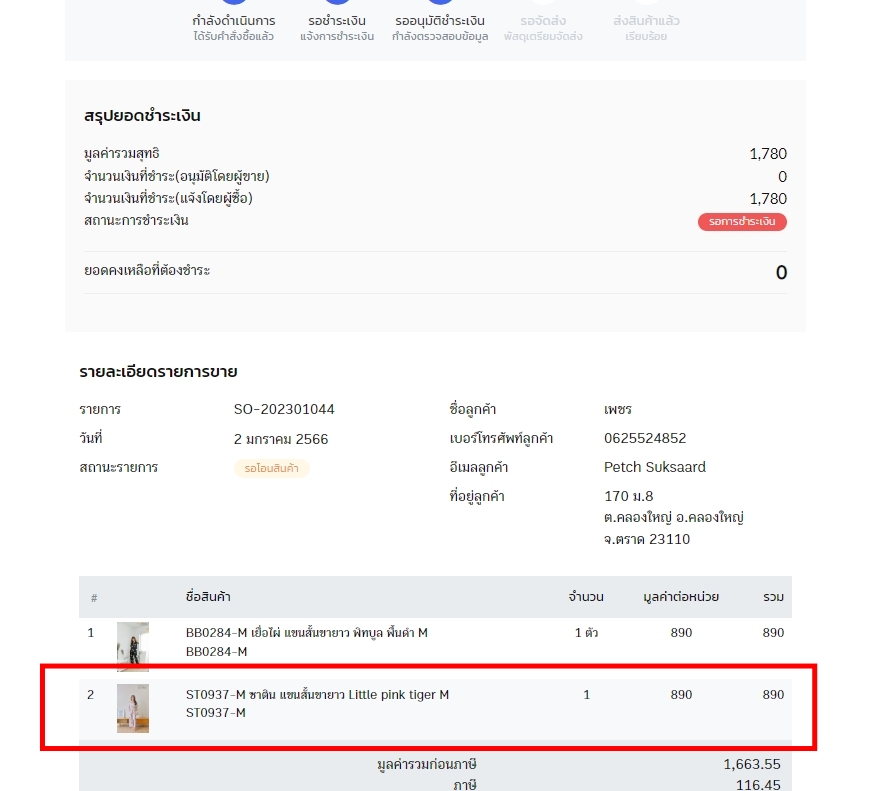 กำลังดำเนินการ รอชำระเงิน รออนุมัติชำระเงิน รอจัดส่ง ส่งสินค้าแล้ว
ได้รับคำสั่งซื้อแล้ว แจ้งการชำระเงิน กำลังตรวจสอบข้อมูล พัสดุเตรียมจัดส่ง เรียบร้อย
สรุปยอดชำระเงิน
มูลค่ารวมสุทธิ 1,780
จำนวนเงินที่ชำระ(อนุมัติโดยผู้ขาย) 0
จำนวนเงินที่ชำระ(แจ้งโดยผู้ซื้อ) 1,780
สถานะการชำระเงิน รอการชำระเงิน
ยอดคงเหลือที่ต้องชำระ 0
รายละเอียดรายการขาย
รายการ SO-202301044 ชื่อลูกค้า เพชร
วันที่ 2 มกราคม 2566 เบอร์โทรศัพท์ลูกค้า 0625524852
สถานะรายการ รอโอนสินค้า อีเมลลูกค้า Petch Suksaard
ที่อยู่ลูกค้า 170 ม.8
ต.คลองใหญ่ อ.คลองใหญ่
จ.ตราด 23110
# ชื่อสินค้า จำนวน มูลค่าต่อหน่วย รวม
1 BB0284-M เยื่อไผ่ แขนสั้นขายาว พิทบูล พื้นดำ M 1 ตัว 890 890
BB0284-M
2 ST0937-M ซาติน แขนสั้นขายาว Little pink tiger M 1 890 890
ST0937-M
มูลค่ารวมก่อนภาษี 1,663.55
ภาษี 116.45